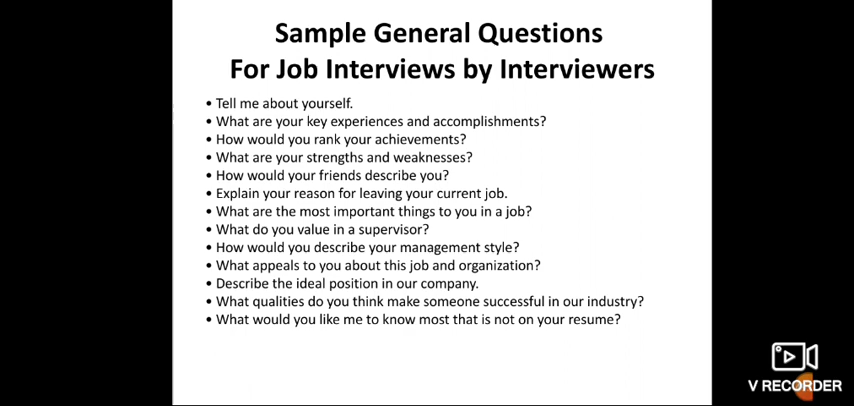 Sample General Questions
For Job Interviews by Interviewers
• Tell me about yourself.
• What are your key experiences and accomplishments?
• How would you rank your achievements?
• What are your strengths and weaknesses?
• How would your friends describe you?
• Explain your reason for leaving your current job.
• What are the most important things to you in a job?
• What do you value in a supervisor?
• How would you describe your management style?
• What appeals to you about this job and organization?
• Describe the ideal position in our company.
• What qualities do you think make someone successful in our industry?
• What would you like me to know most that is not on your resume?
V RECORDER